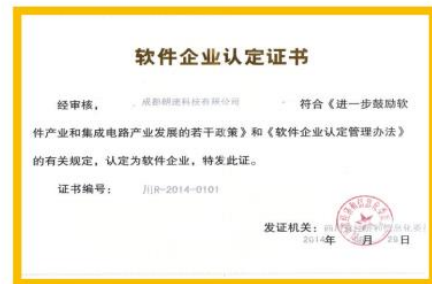 软件企业认定证书
经审核， 科技有限公司 符合《进一步鼓励软
件产业和集成电路产业发展的若干政策》和《软件企业认定管理办法》
的有关规定，认定为软件企业，特发此证。
证书编号： 川R-2014-0101
发证机关：
2014年 月 29日